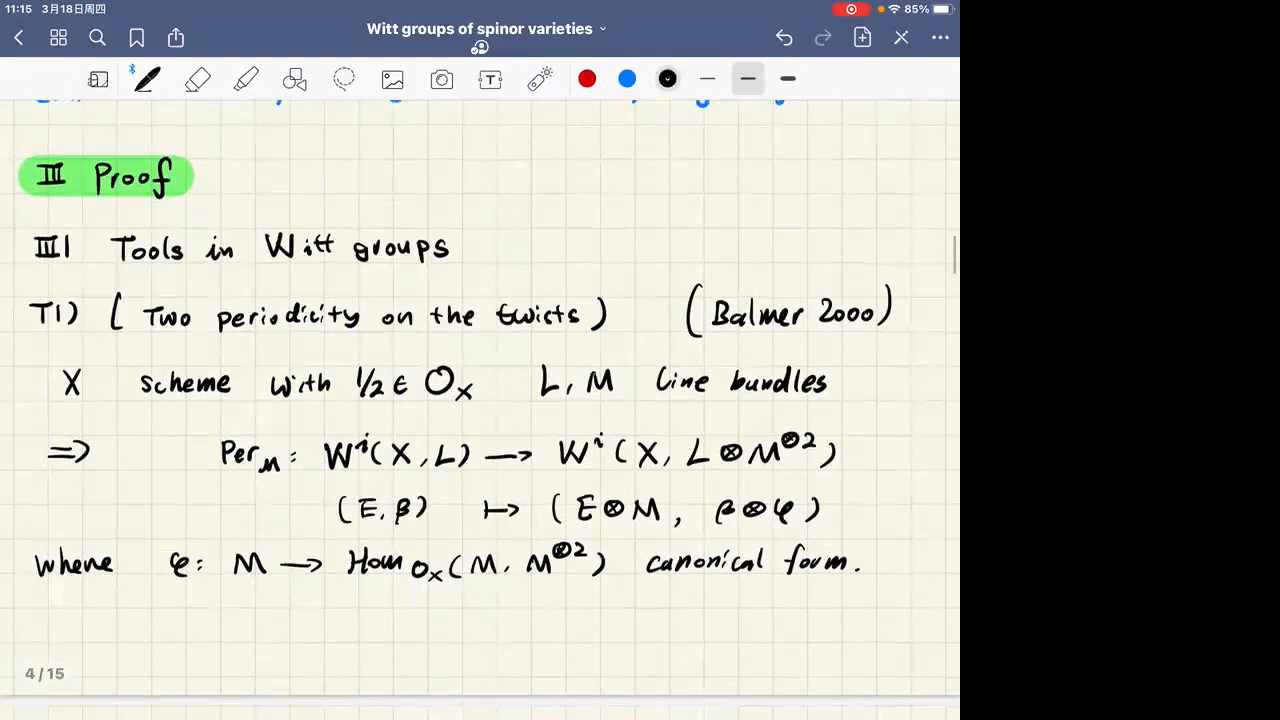 11:15 3月18日周四
85%
Witt groups of spinor varieties
III Proof
III1 Tools in Witt groups
T1) ( Two periodicity on the twists ) (Balmer 2000)
X scheme with 1/2 ∈ O_X L, M line bundles
=> Per_M : W^i(X, L) → W^i(X, L ⊗ M^{⊗2})
(E, β) ↦ (E ⊗ M, β ⊗ φ)
where φ: M → Hom_{O_X}(M, M^{⊗2}) canonical form.
4 / 15